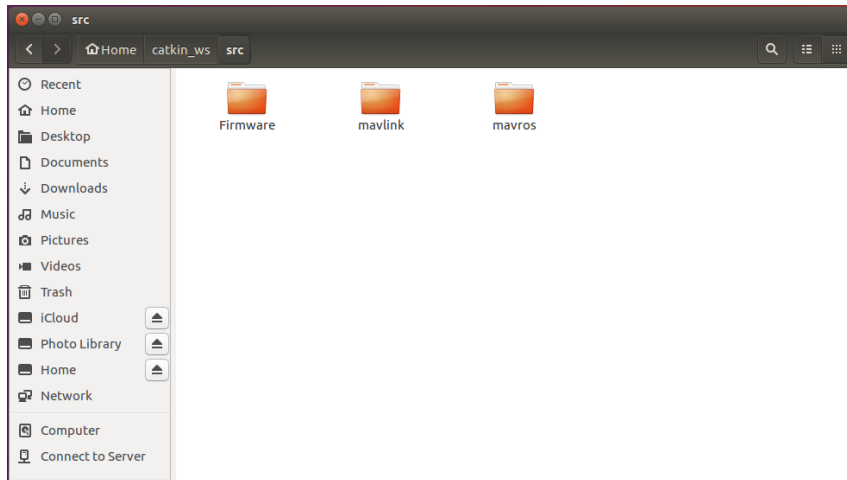 src
Home catkin_ws src
Recent
Home
Desktop
Documents
Downloads
Music
Pictures
Videos
Trash
iCloud
Photo Library
Home
Network
Computer
Connect to Server
Firmware mavlink mavros